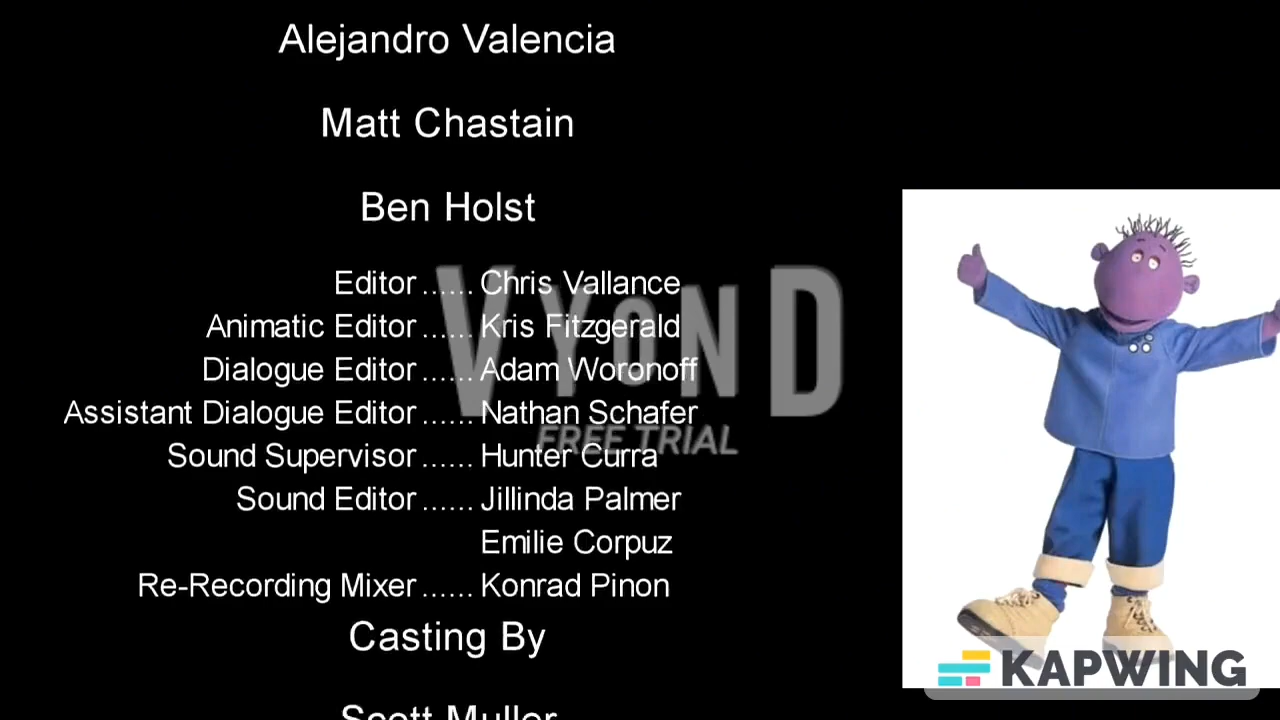 Alejandro Valencia
Matt Chastain
Ben Holst
Editor ...... Chris Vallance
Animatic Editor ...... Kris Fitzgerald
Dialogue Editor ...... Adam Woronoff
Assistant Dialogue Editor ...... Nathan Schafer
Sound Supervisor ...... Hunter Curra
Sound Editor ...... Jillinda Palmer
Emilie Corpuz
Re-Recording Mixer ...... Konrad Pinon
Casting By
Scott Muller
VYOND
FREE TRIAL
KAPWING